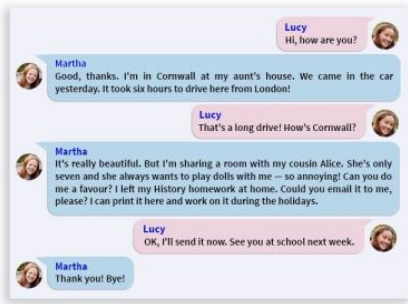 Lucy
Hi, how are you?
Martha
Good, thanks. I'm in Cornwall at my aunt's house. We came in the car
yesterday. It took six hours to drive here from London!
Lucy
That's a long drive! How's Cornwall?
Martha
It's really beautiful. But I'm sharing a room with my cousin Alice. She's only
seven and she always wants to play dolls with me — so annoying! Can you do
me a favour? I left my History homework at home. Could you email it to me,
please? I can print it here and work on it during the holidays.
Lucy
OK, I'll send it now. See you at school next week.
Martha
Thank you! Bye!